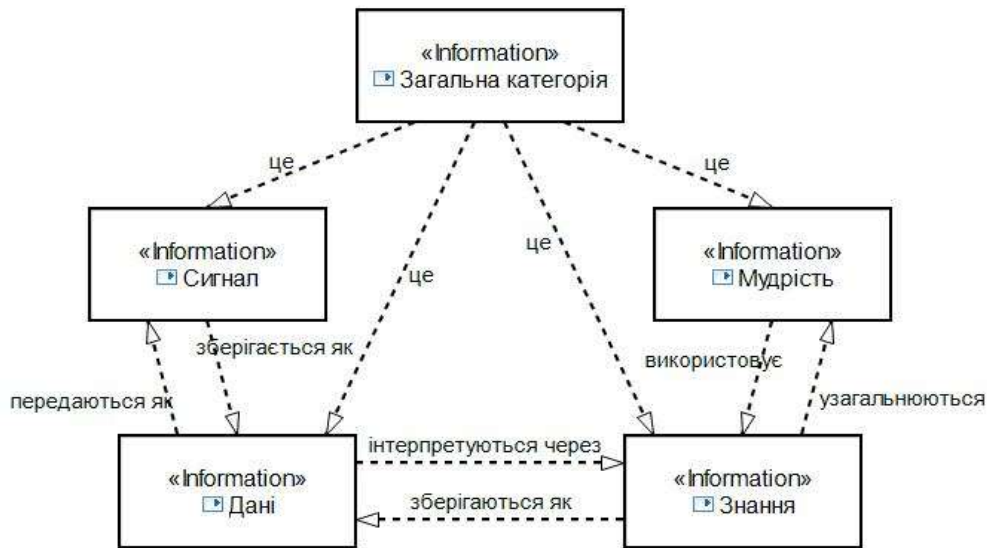 «Information»
Загальна категорія
це
це
«Information»
Сигнал
це
це
«Information»
Мудрість
зберігається як
використовує
передаються як
узагальнюються
«Information»
Дані
інтерпретуються через
зберігаються як
«Information»
Знання